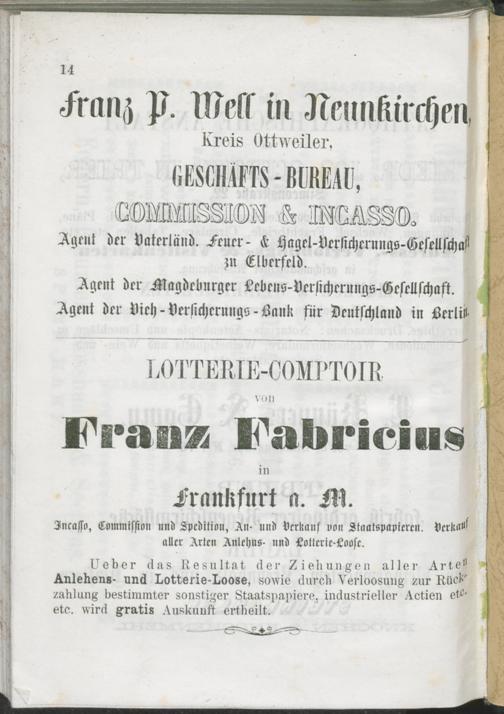 14
Franz P. Well in Neunkirchen,
Kreis Ottweiler,
GESCHÄFTS-BUREAU,
COMMISSION & INCASSO.
Agent der Vaterländ. Feuer- & Hagel-Versicherungs-Gesellschaft
zu Elberfeld.
Agent der Magdeburger Lebens-Versicherungs-Gesellschaft.
Agent der Vieh-Versicherungs-Bank für Deutschland in Berlin.
LOTTERIE-COMPTOIR
von
Franz Fabricius
in
Frankfurt a. M.
Incasso, Commission und Spedition, An- und Verkauf von Staatspapieren. Verkauf
aller Arten Anlehns- und Lotterie-Loose.
Ueber das Resultat der Ziehungen aller Arten
Anlehens- und Lotterie-Loose, sowie durch Verloosung zur Rück-
zahlung bestimmter sonstiger Staatspapiere, industrieller Actien etc.
etc. wird gratis Auskunft ertheilt.